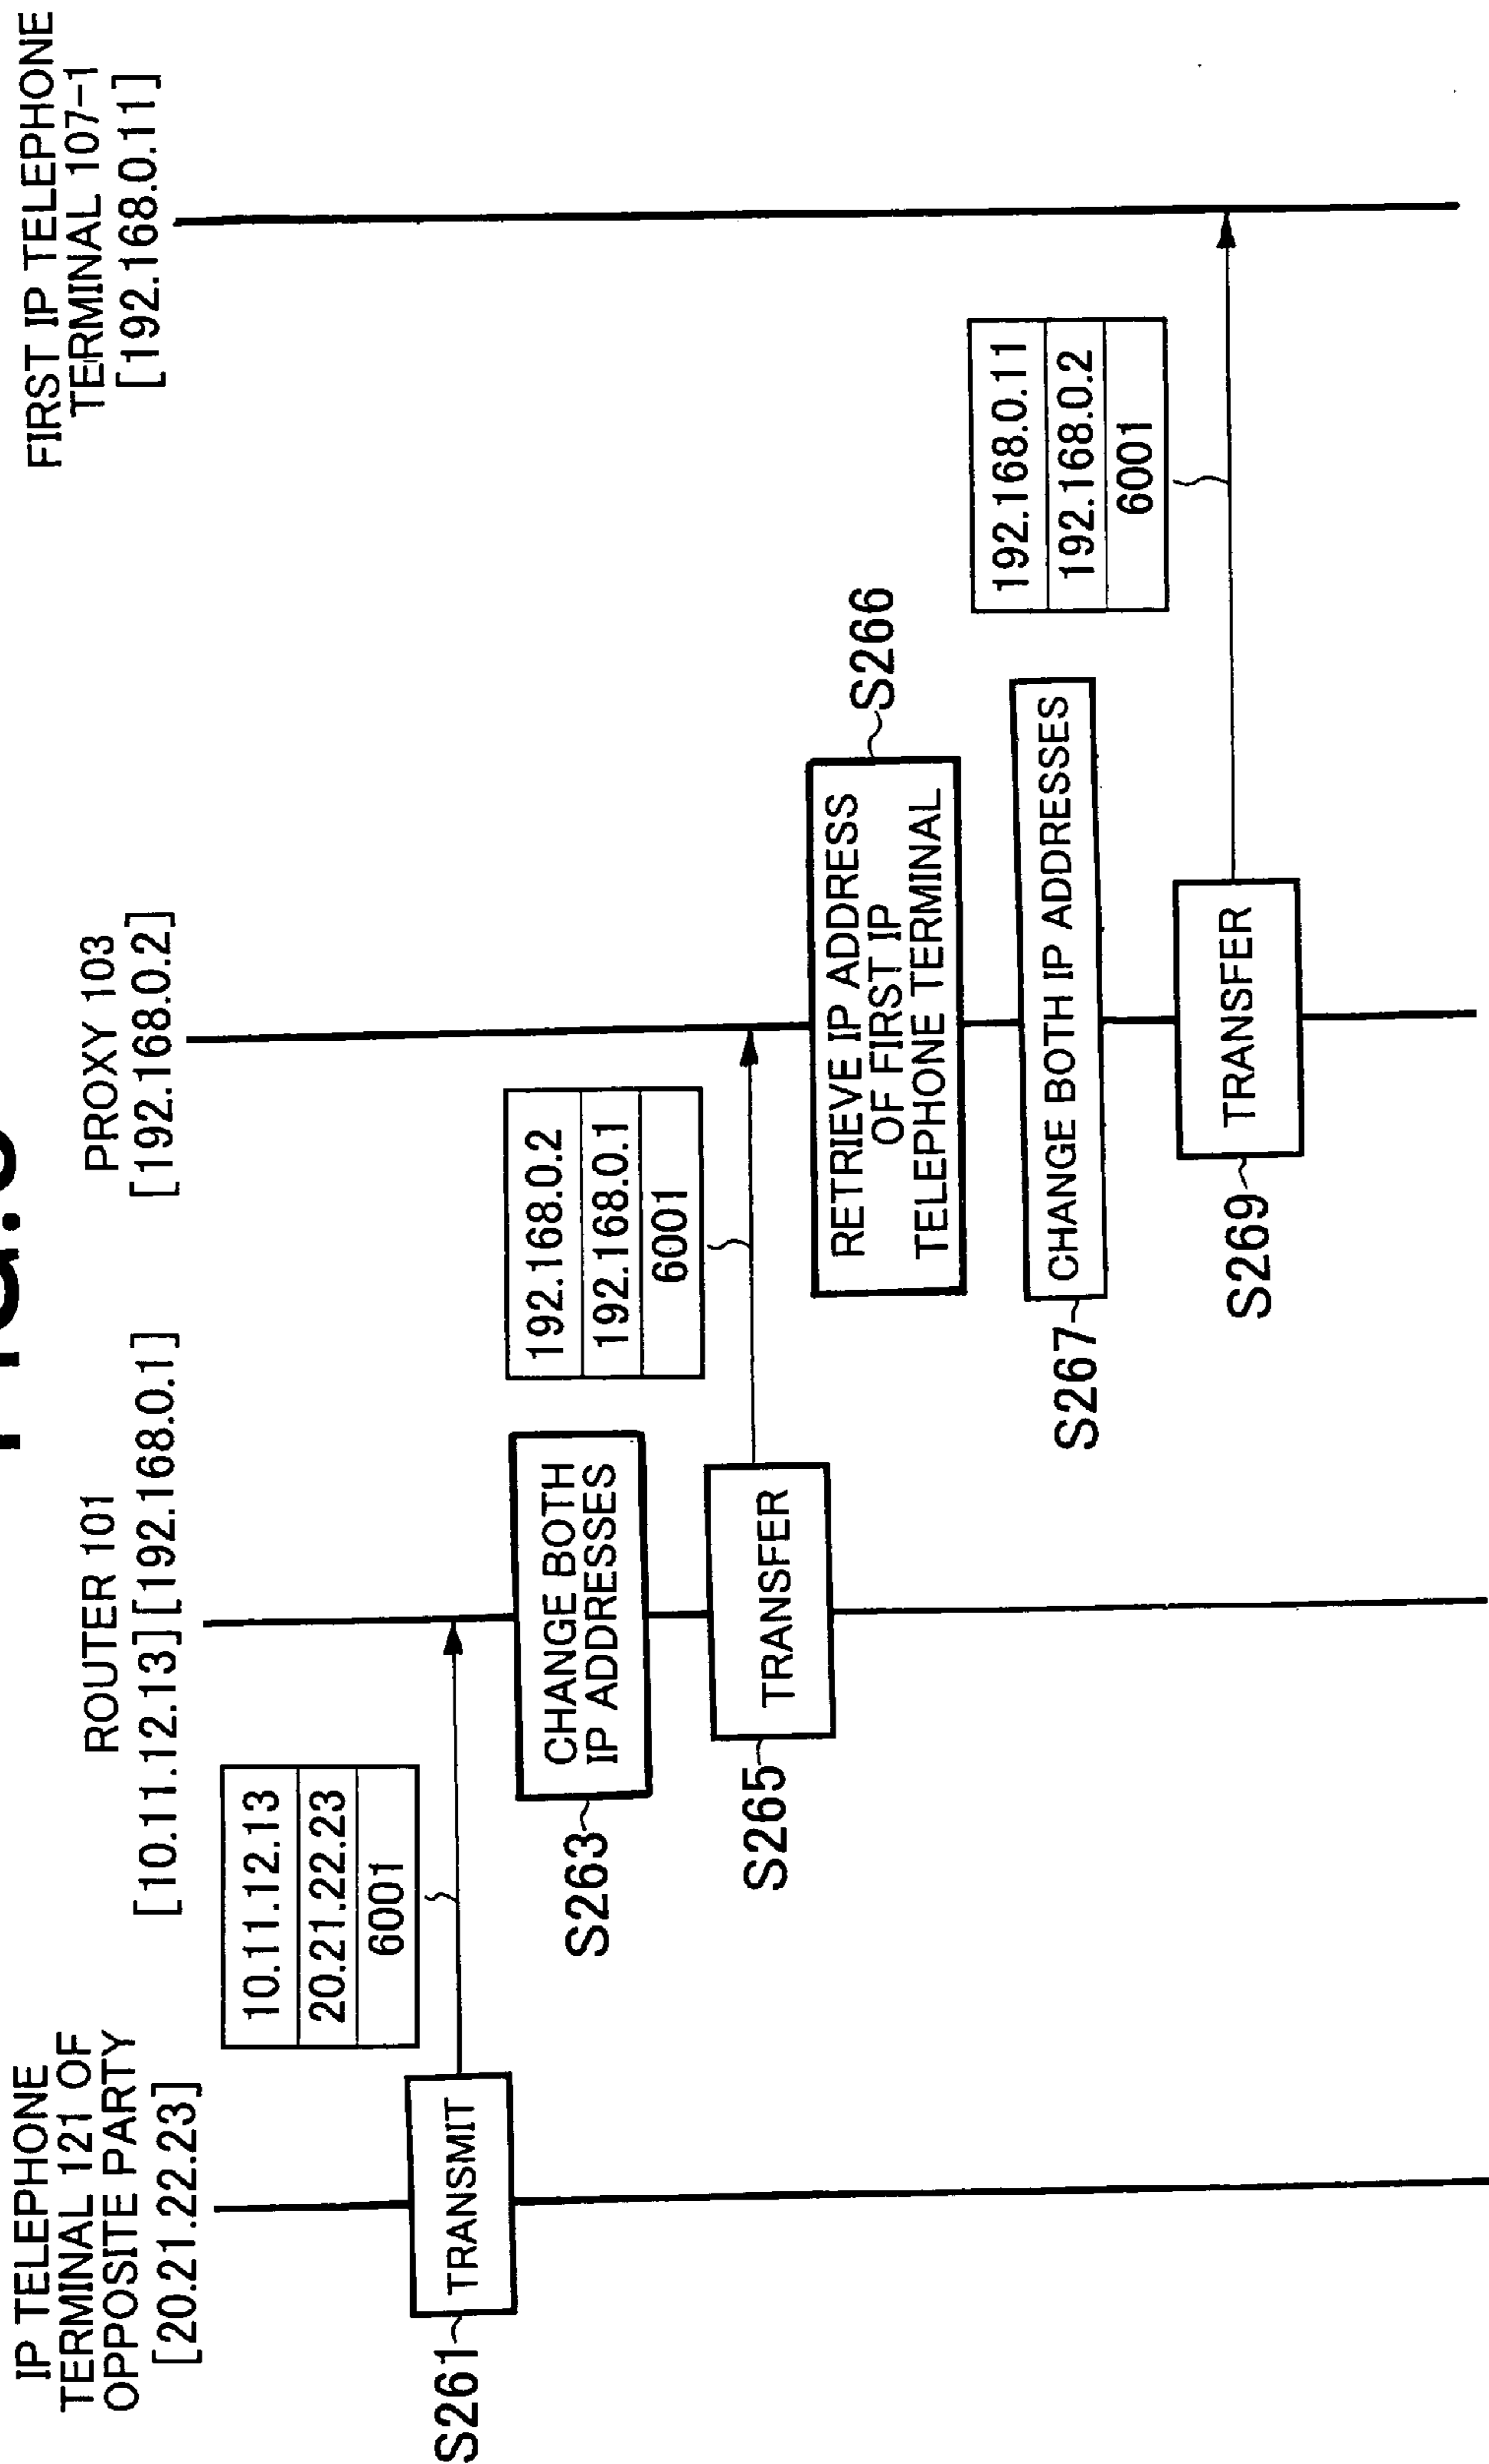 IP TELEPHONE
TERMINAL 121 OF
OPPOSITE PARTY
[20.21.22.23]
ROUTER 101
[10.11.12.13][192.168.0.1]
PROXY 103
[192.168.0.2]
FIRST IP TELEPHONE
TERMINAL 107-1
[192.168.0.11]
S261
TRANSMIT
10.11.12.13
20.21.22.23
6001
S263
CHANGE BOTH
IP ADDRESSES
S265
TRANSFER
192.168.0.2
192.168.0.1
6001
RETRIEVE IP ADDRESS
OF FIRST IP
TELEPHONE TERMINAL
S266
S267
CHANGE BOTH IP ADDRESSES
S269
TRANSFER
192.168.0.11
192.168.0.2
6001